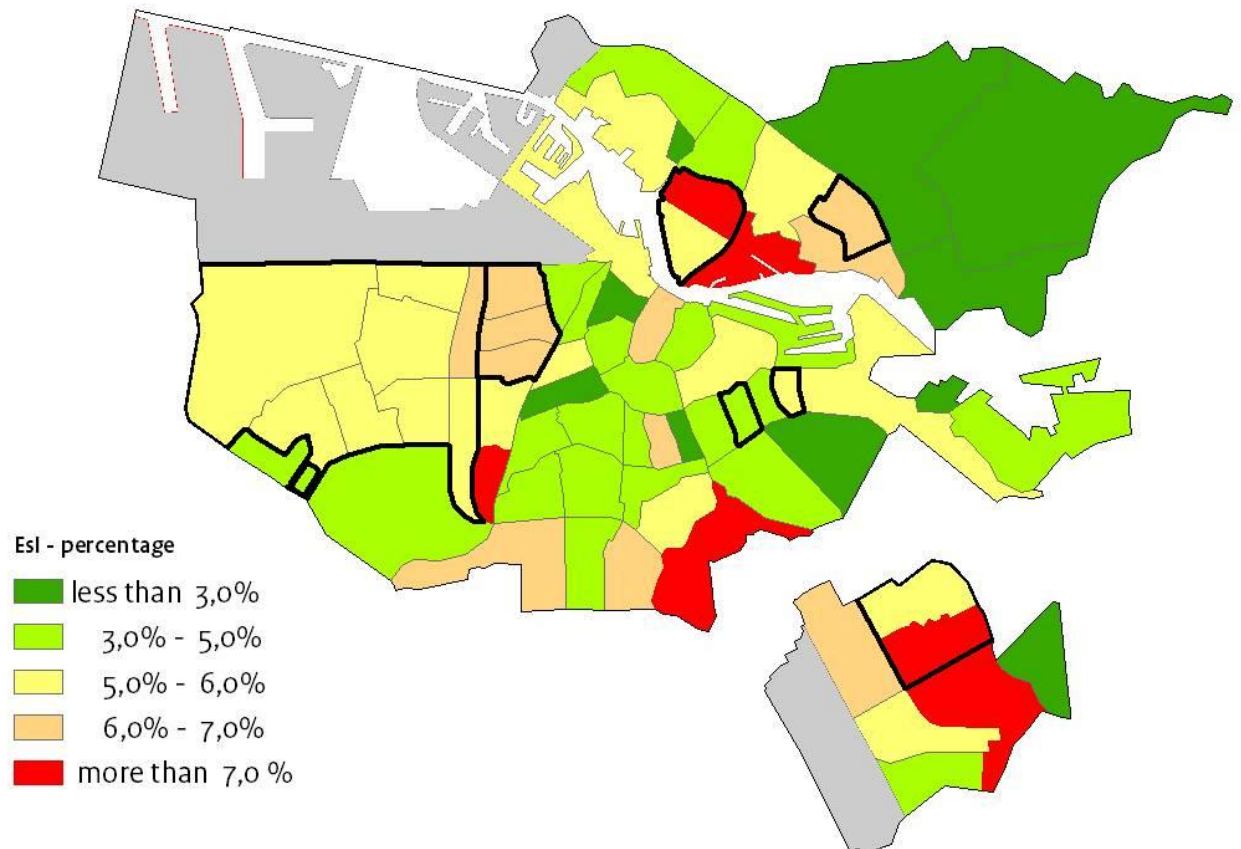 Esl - percentage
less than 3,0%
3,0% - 5,0%
5,0% - 6,0%
6,0% - 7,0%
more than 7,0 %